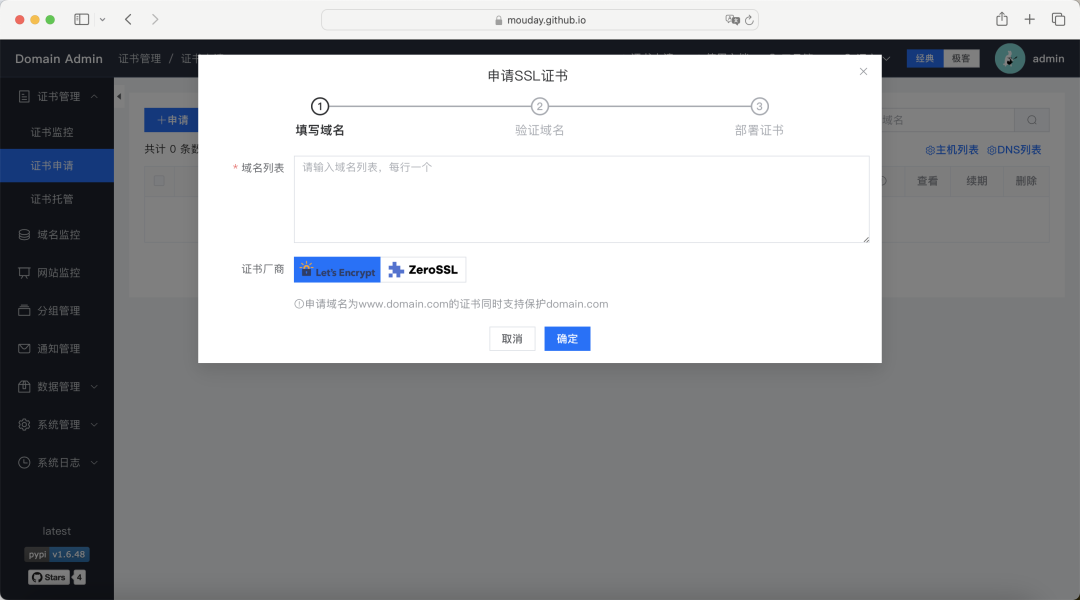 mouday.github.io
Domain Admin
证书管理 /
经典
极客
admin
证书管理
证书监控
证书申请
证书托管
域名监控
网站监控
分组管理
通知管理
数据管理
系统管理
系统日志
latest
pypi v1.6.48
Stars 4
+申请
共计 0 条
域名
主机列表 DNS列表
查看 续期 删除
申请SSL证书
1 2 3
填写域名 验证域名 部署证书
* 域名列表 请输入域名列表，每行一个
证书厂商 Let's Encrypt ZeroSSL
申请域名为www.domain.com的证书同时支持保护domain.com
取消 确定